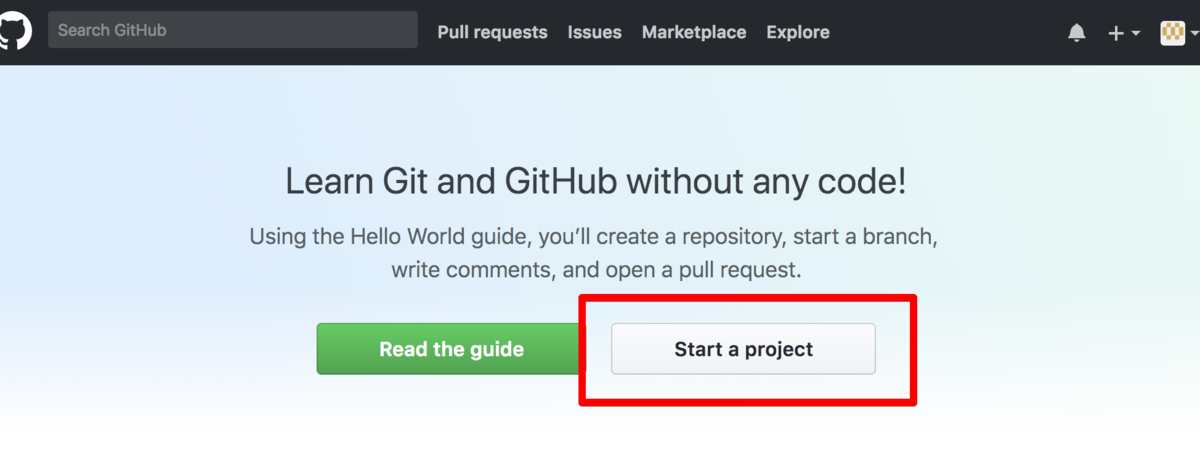 Search GitHub
Pull requests Issues Marketplace Explore
Learn Git and GitHub without any code!
Using the Hello World guide, you’ll create a repository, start a branch,
write comments, and open a pull request.
Read the guide
Start a project